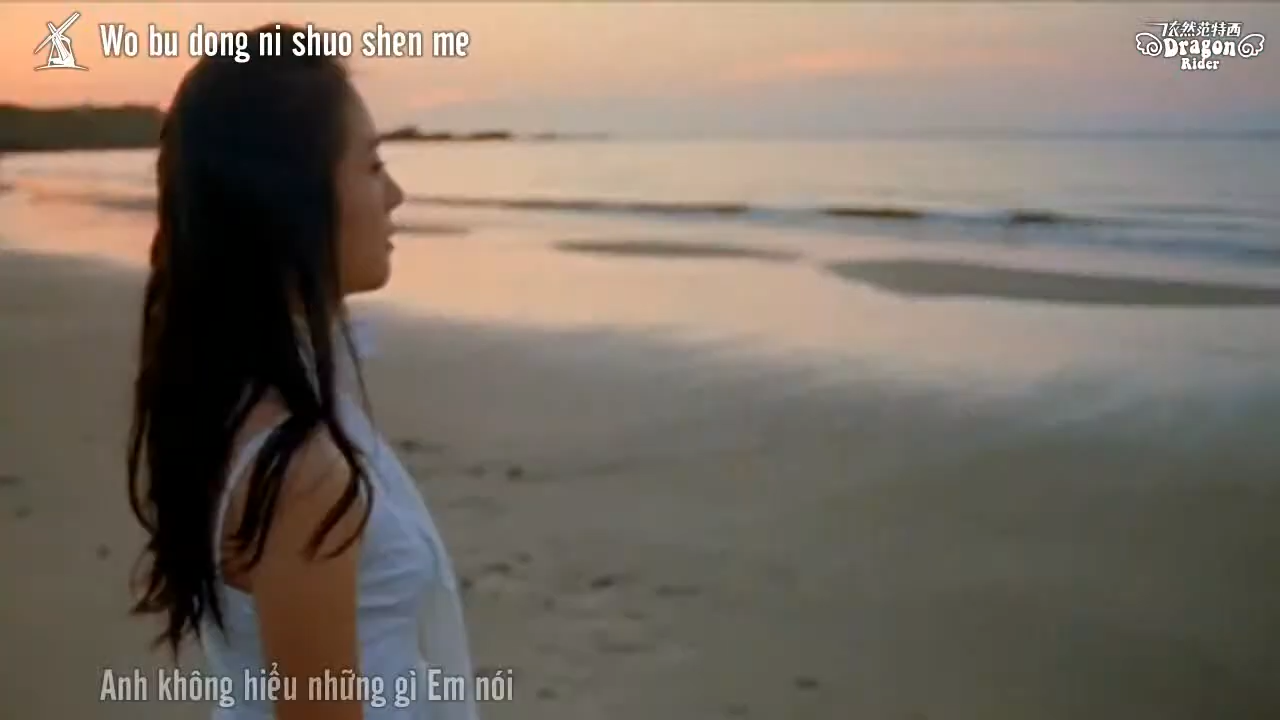 Wo bu dong ni shuo shen me
依然范特西
Dragon
Rider
Anh không hiểu những gì Em nói